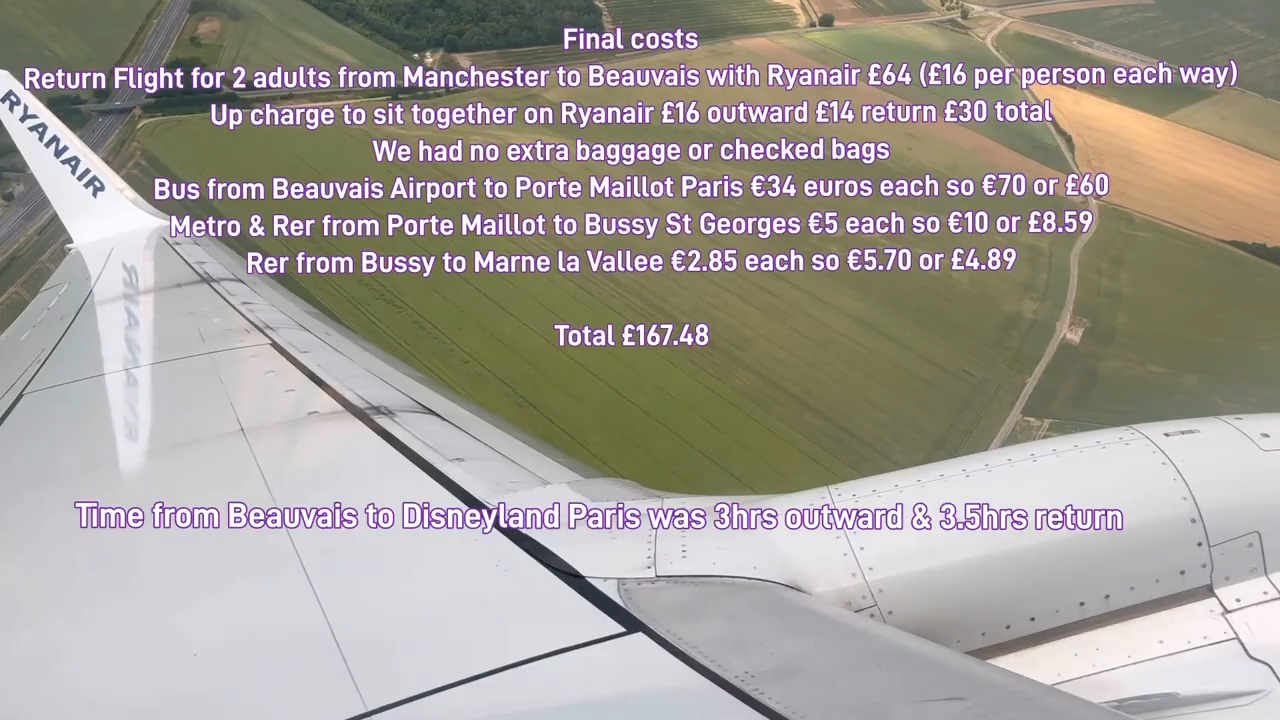 Final costs
Return Flight for 2 adults from Manchester to Beauvais with Ryanair £64 (£16 per person each way)
RYANAIR
Up charge to sit together on Ryanair £16 outward £14 return £30 total
We had no extra baggage or checked bags
Bus from Beauvais Airport to Porte Maillot Paris €34 euros each so €70 or £60
Metro & Rer from Porte Maillot to Bussy St Georges €5 each so €10 or £8.59
Rer from Bussy to Marne la Vallee €2.85 each so €5.70 or £4.89
Total £167.48
Time from Beauvais to Disneyland Paris was 3hrs outward & 3.5hrs return